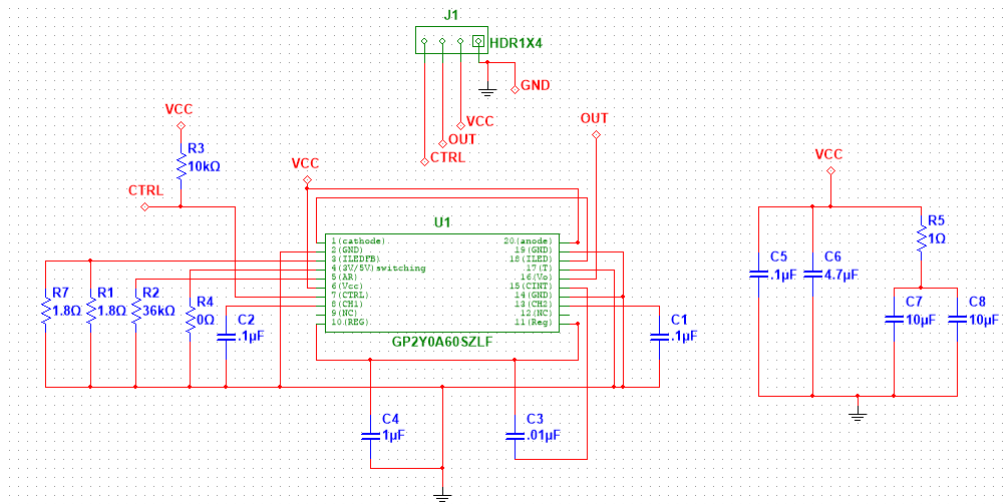 J1
HDR1X4
GND
VCC
OUT
CTRL
OUT
VCC
R3
10kΩ
CTRL
VCC
U1
1(cathode)
2(GND)
3(ILEDFB)
4(3V/5V)switching
5(AR)
6(Vcc)
7(CTRL)
8(CH1)
9(NC)
10(REG)
20(anode)
19(GND)
18(ILED)
17(T)
16(Vo)
15(CINT)
14(GND)
13(CH2)
12(NC)
11(Reg)
GP2Y0A60SZLF
R7
1.8Ω
R1
1.8Ω
R2
36kΩ
R4
0Ω
C2
.1µF
C1
.1µF
C4
1µF
C3
.01µF
VCC
R5
1Ω
C5
.1µF
C6
4.7µF
C7
10µF
C8
10µF